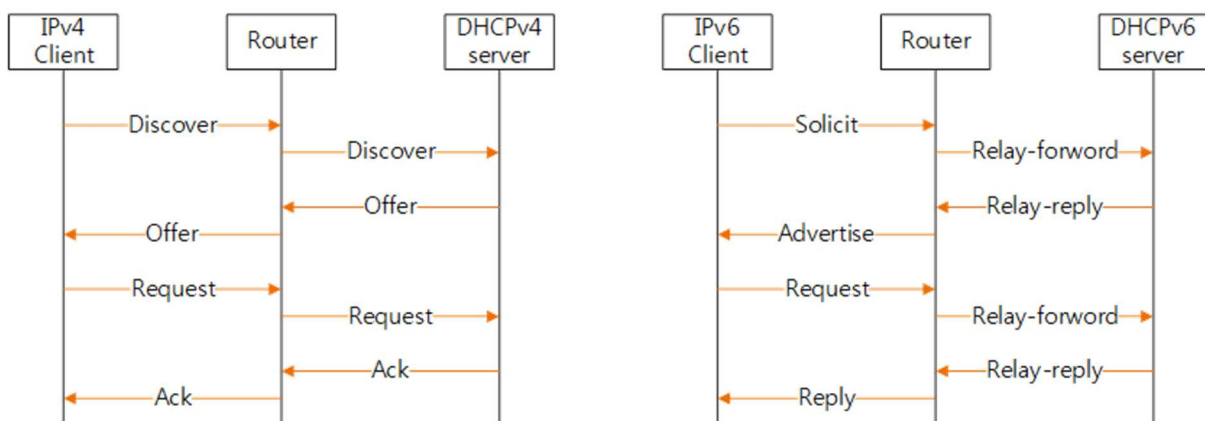 IPv4
Client
Router
DHCPv4
server
Discover
Discover
Offer
Offer
Request
Request
Ack
Ack
IPv6
Client
Router
DHCPv6
server
Solicit
Relay-forword
Relay-reply
Advertise
Request
Relay-forword
Relay-reply
Reply